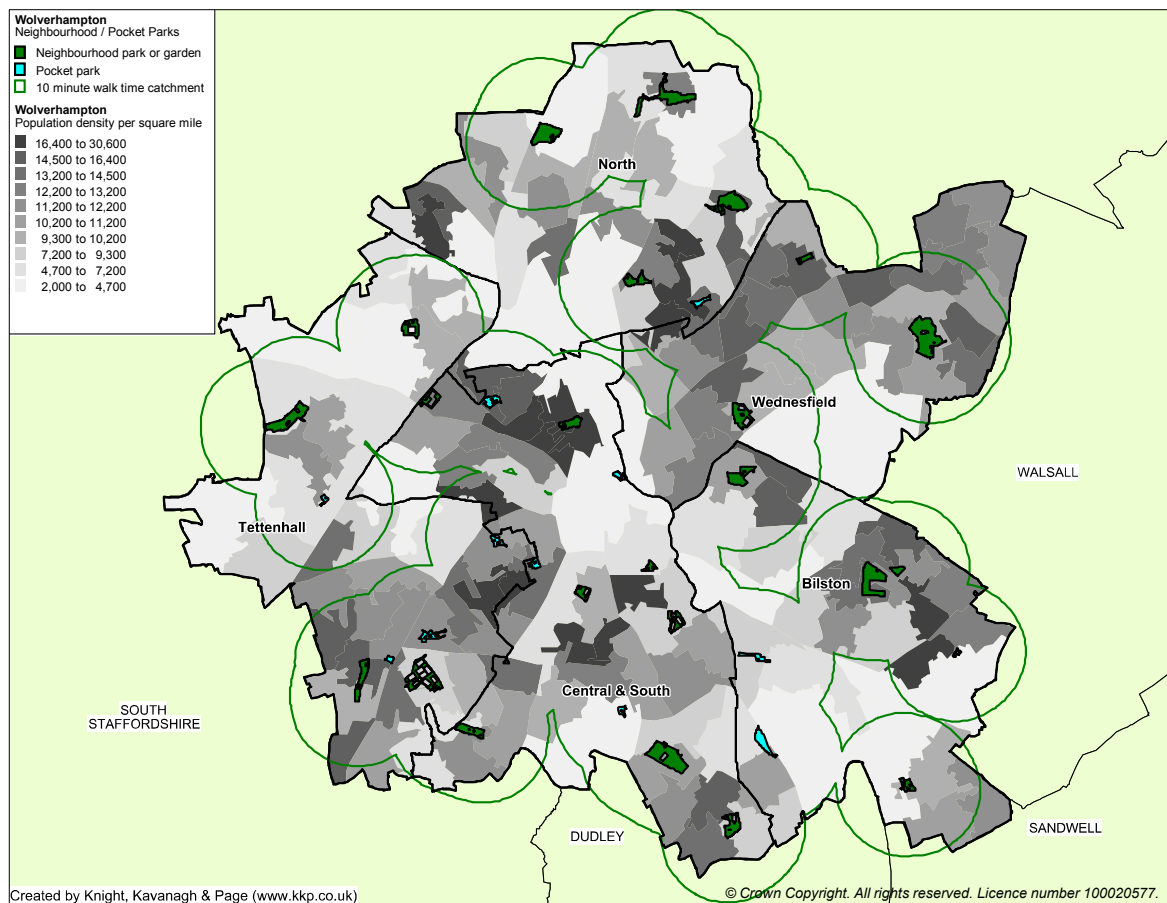 Wolverhampton
Neighbourhood / Pocket Parks
Neighbourhood park or garden
Pocket park
10 minute walk time catchment
Wolverhampton
Population density per square mile
16,400 to 30,600
14,500 to 16,400
13,200 to 14,500
12,200 to 13,200
11,200 to 12,200
10,200 to 11,200
9,300 to 10,200
7,200 to 9,300
4,700 to 7,200
2,000 to 4,700
North
Wednesfield
WALSALL
Tettenhall
Bilston
Central & South
SOUTH
STAFFORDSHIRE
DUDLEY
SANDWELL
Created by Knight, Kavanagh & Page (www.kkp.co.uk)
© Crown Copyright. All rights reserved. Licence number 100020577.